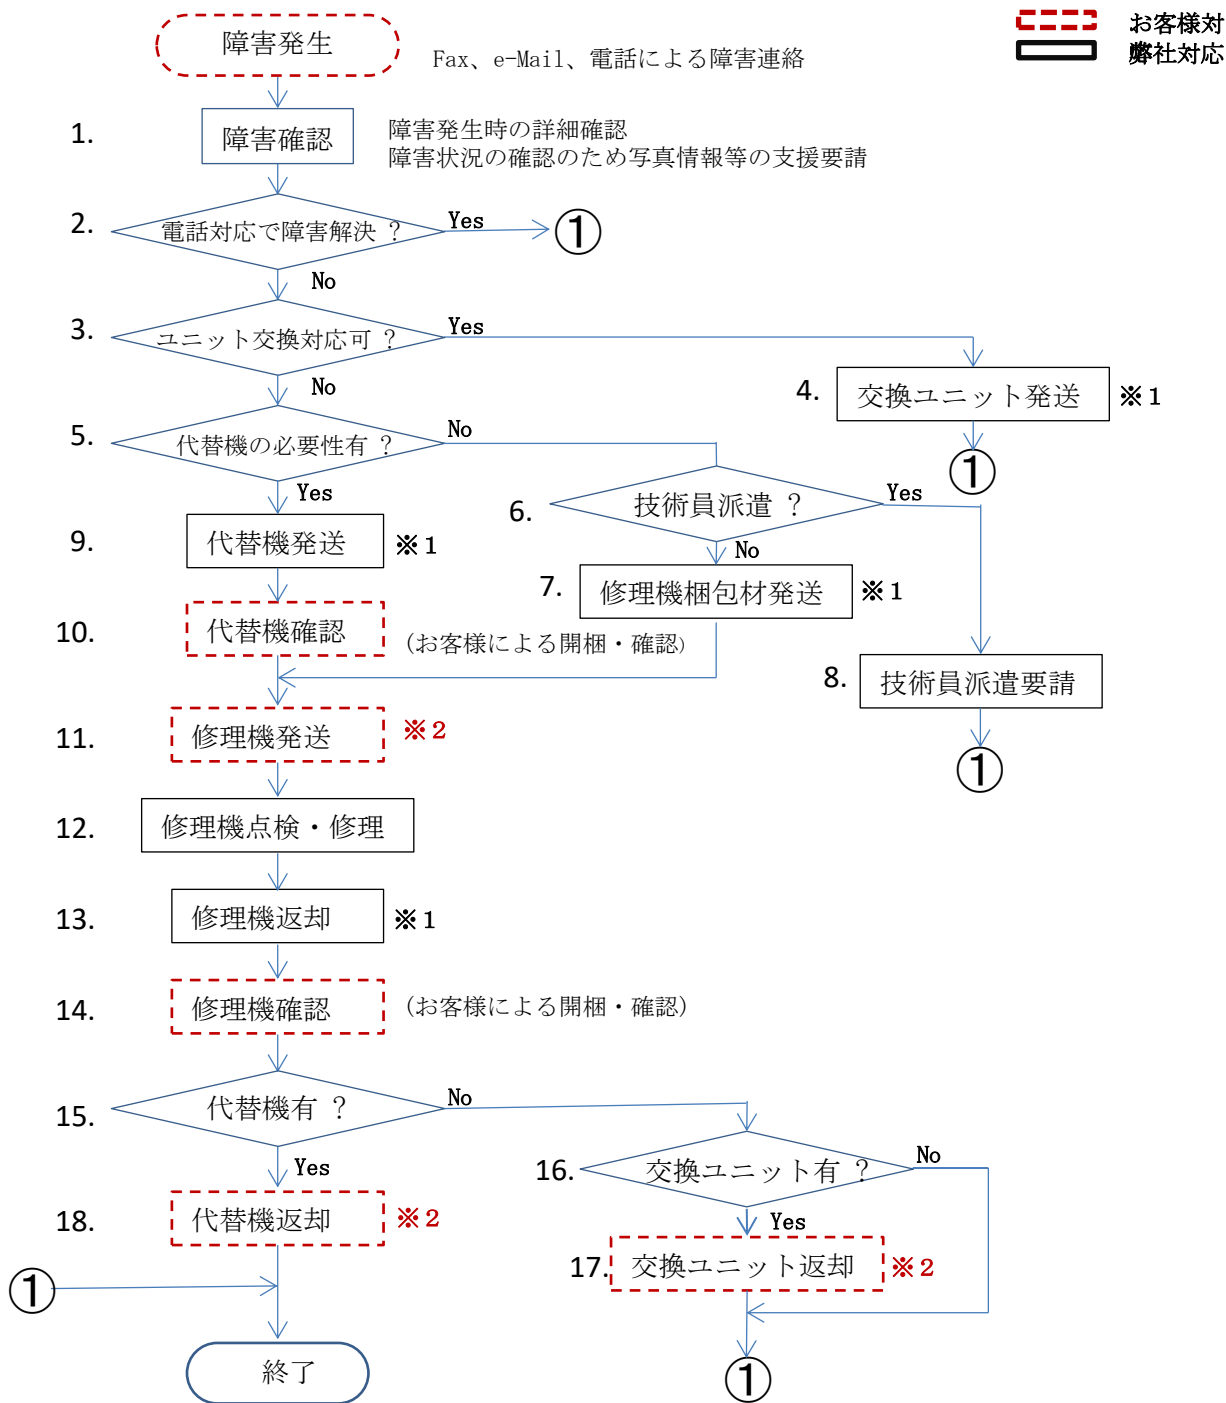 障害発生
お客様対
Fax、e-Mail、電話による障害連絡
弊社対応
1.
障害確認
障害発生時の詳細確認
障害状況の確認のため写真情報等の支援要請
2.
電話対応で障害解決 ?
Yes
①
No
3.
ユニット交換対応可 ?
Yes
No
4.
交換ユニット発送
※1
①
5.
代替機の必要性有 ?
No
Yes
6.
技術員派遣 ?
Yes
No
9.
代替機発送
※1
7.
修理機梱包材発送
※1
10.
代替機確認
(お客様による開梱・確認)
8.
技術員派遣要請
①
11.
修理機発送
※2
12.
修理機点検・修理
13.
修理機返却
※1
14.
修理機確認
(お客様による開梱・確認)
15.
代替機有 ?
No
Yes
16.
交換ユニット有 ?
No
Yes
18.
代替機返却
※2
17.
交換ユニット返却
※2
①
終了
①